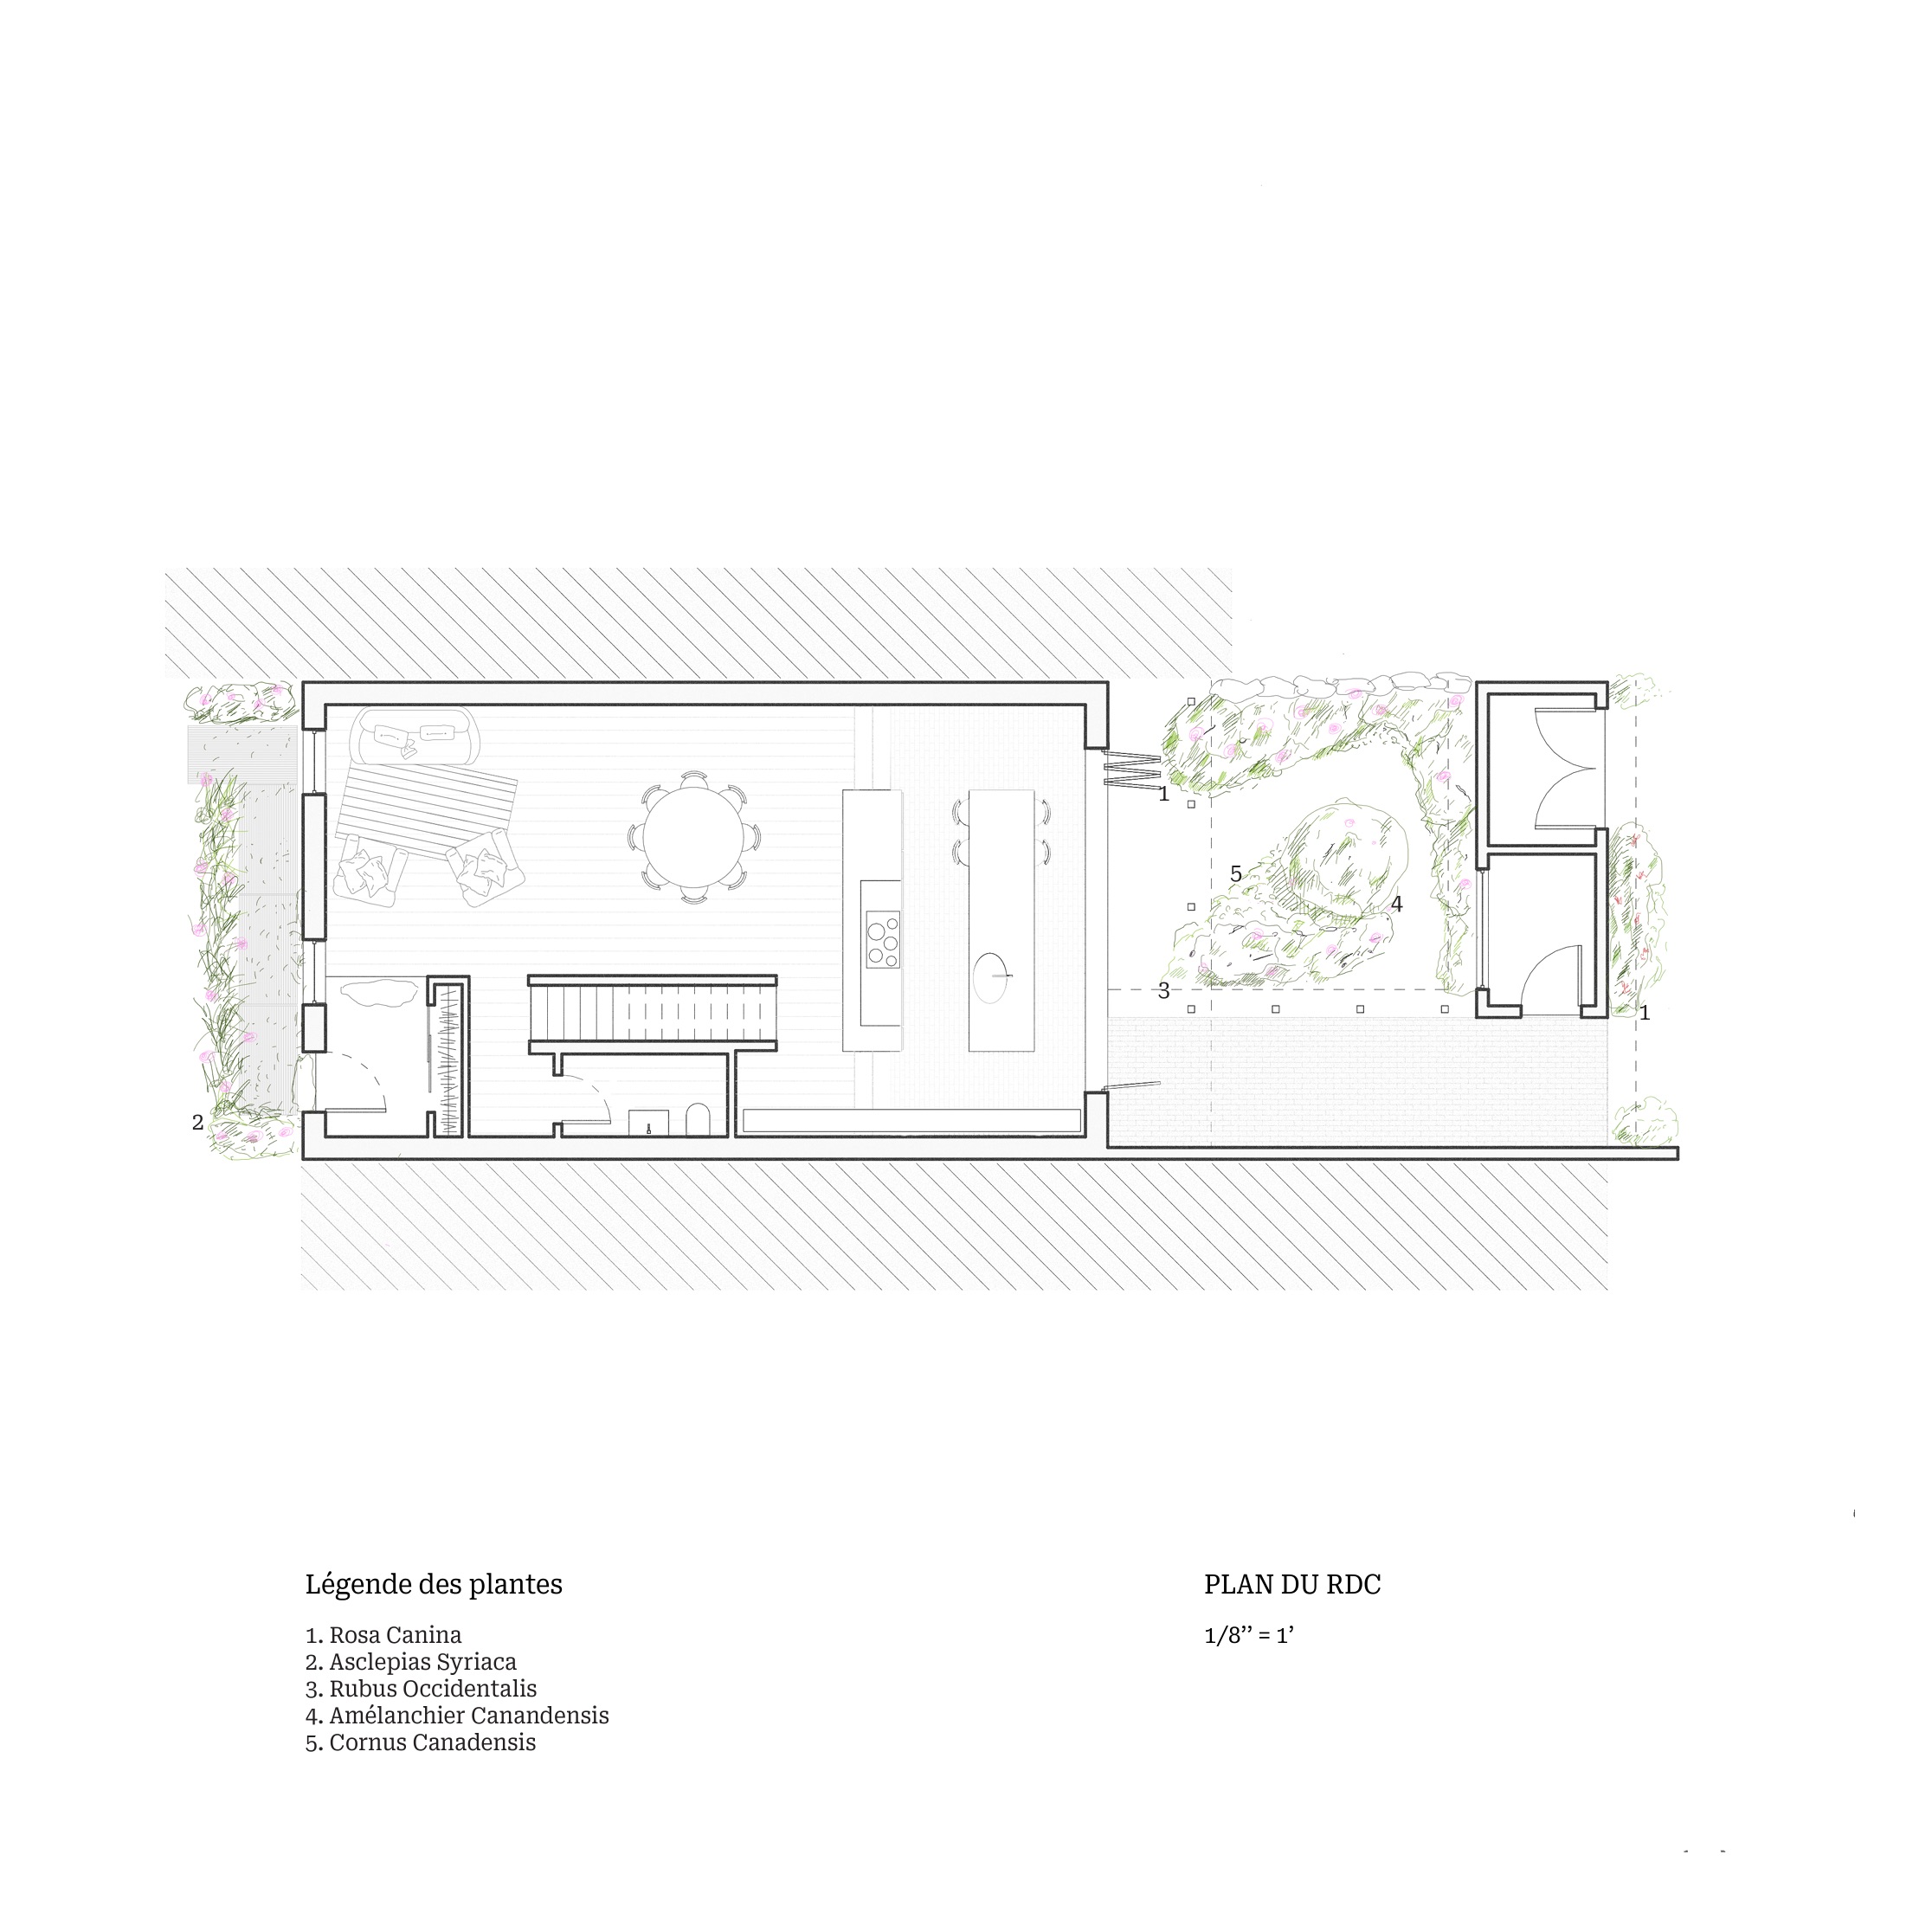 1
5
4
3
1
2
Légende des plantes
1. Rosa Canina
2. Asclepias Syriaca
3. Rubus Occidentalis
4. Amélanchier Canandensis
5. Cornus Canadensis
PLAN DU RDC
1/8’’ = 1’